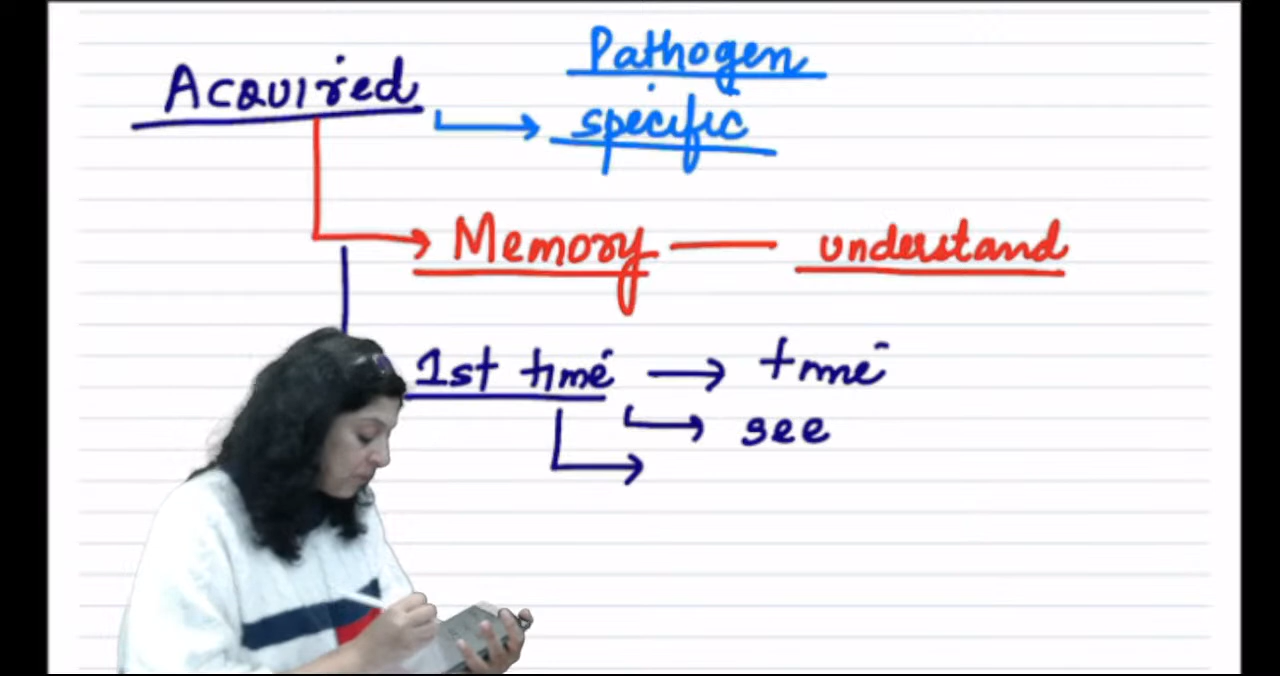 Acquired
Pathogen
specific
Memory — understand
1st time → time
see